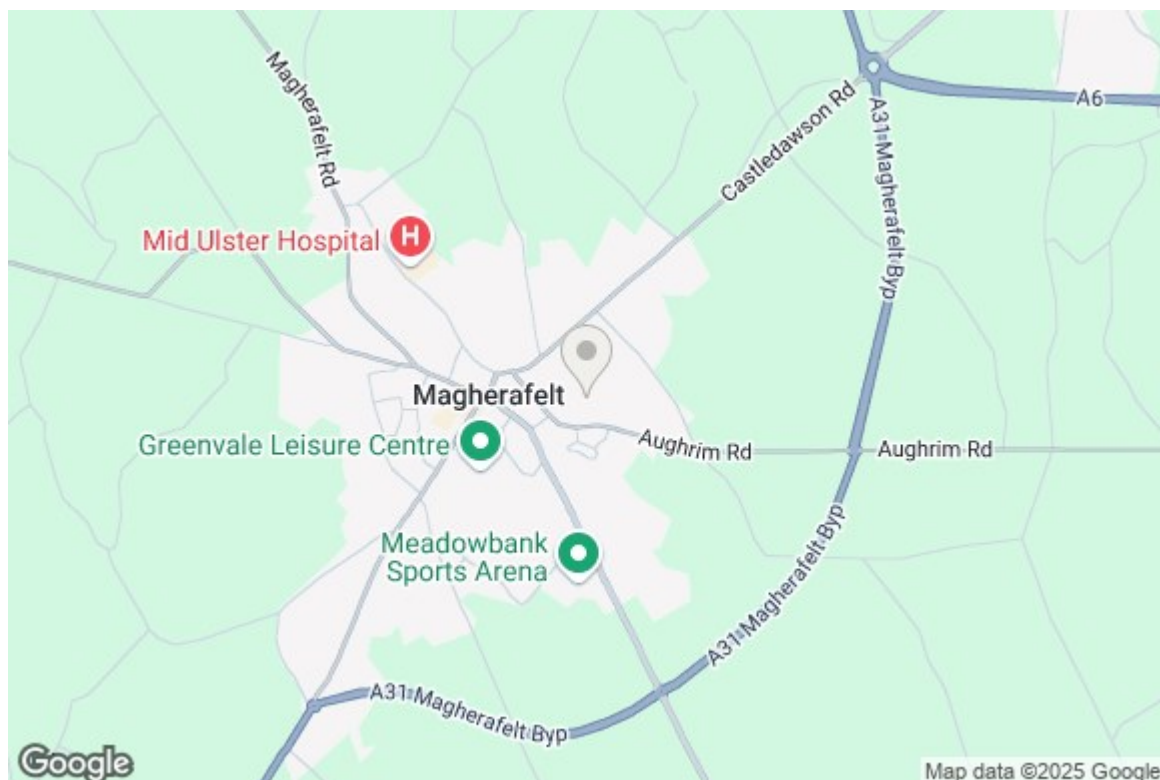 Magherafelt Rd
Castledawson Rd
A6
A31 Magherafelt Byp
Mid Ulster Hospital
H
Magherafelt
Greenvale Leisure Centre
Aughrim Rd
Aughrim Rd
Meadowbank
Sports Arena
A31 Magherafelt Byp
A31 Magherafelt Byp
Google
Map data ©2025 Google